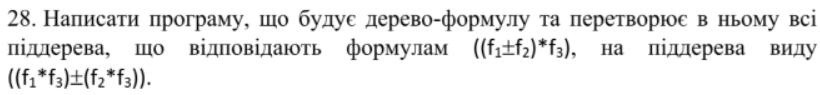 28. Написати програму, що будує дерево-формулу та перетворює в ньому всі
піддерева, що відповідають формулам ((f₁±f₂)*f₃), на піддерева виду
((f₁*f₃)±(f₂*f₃)).